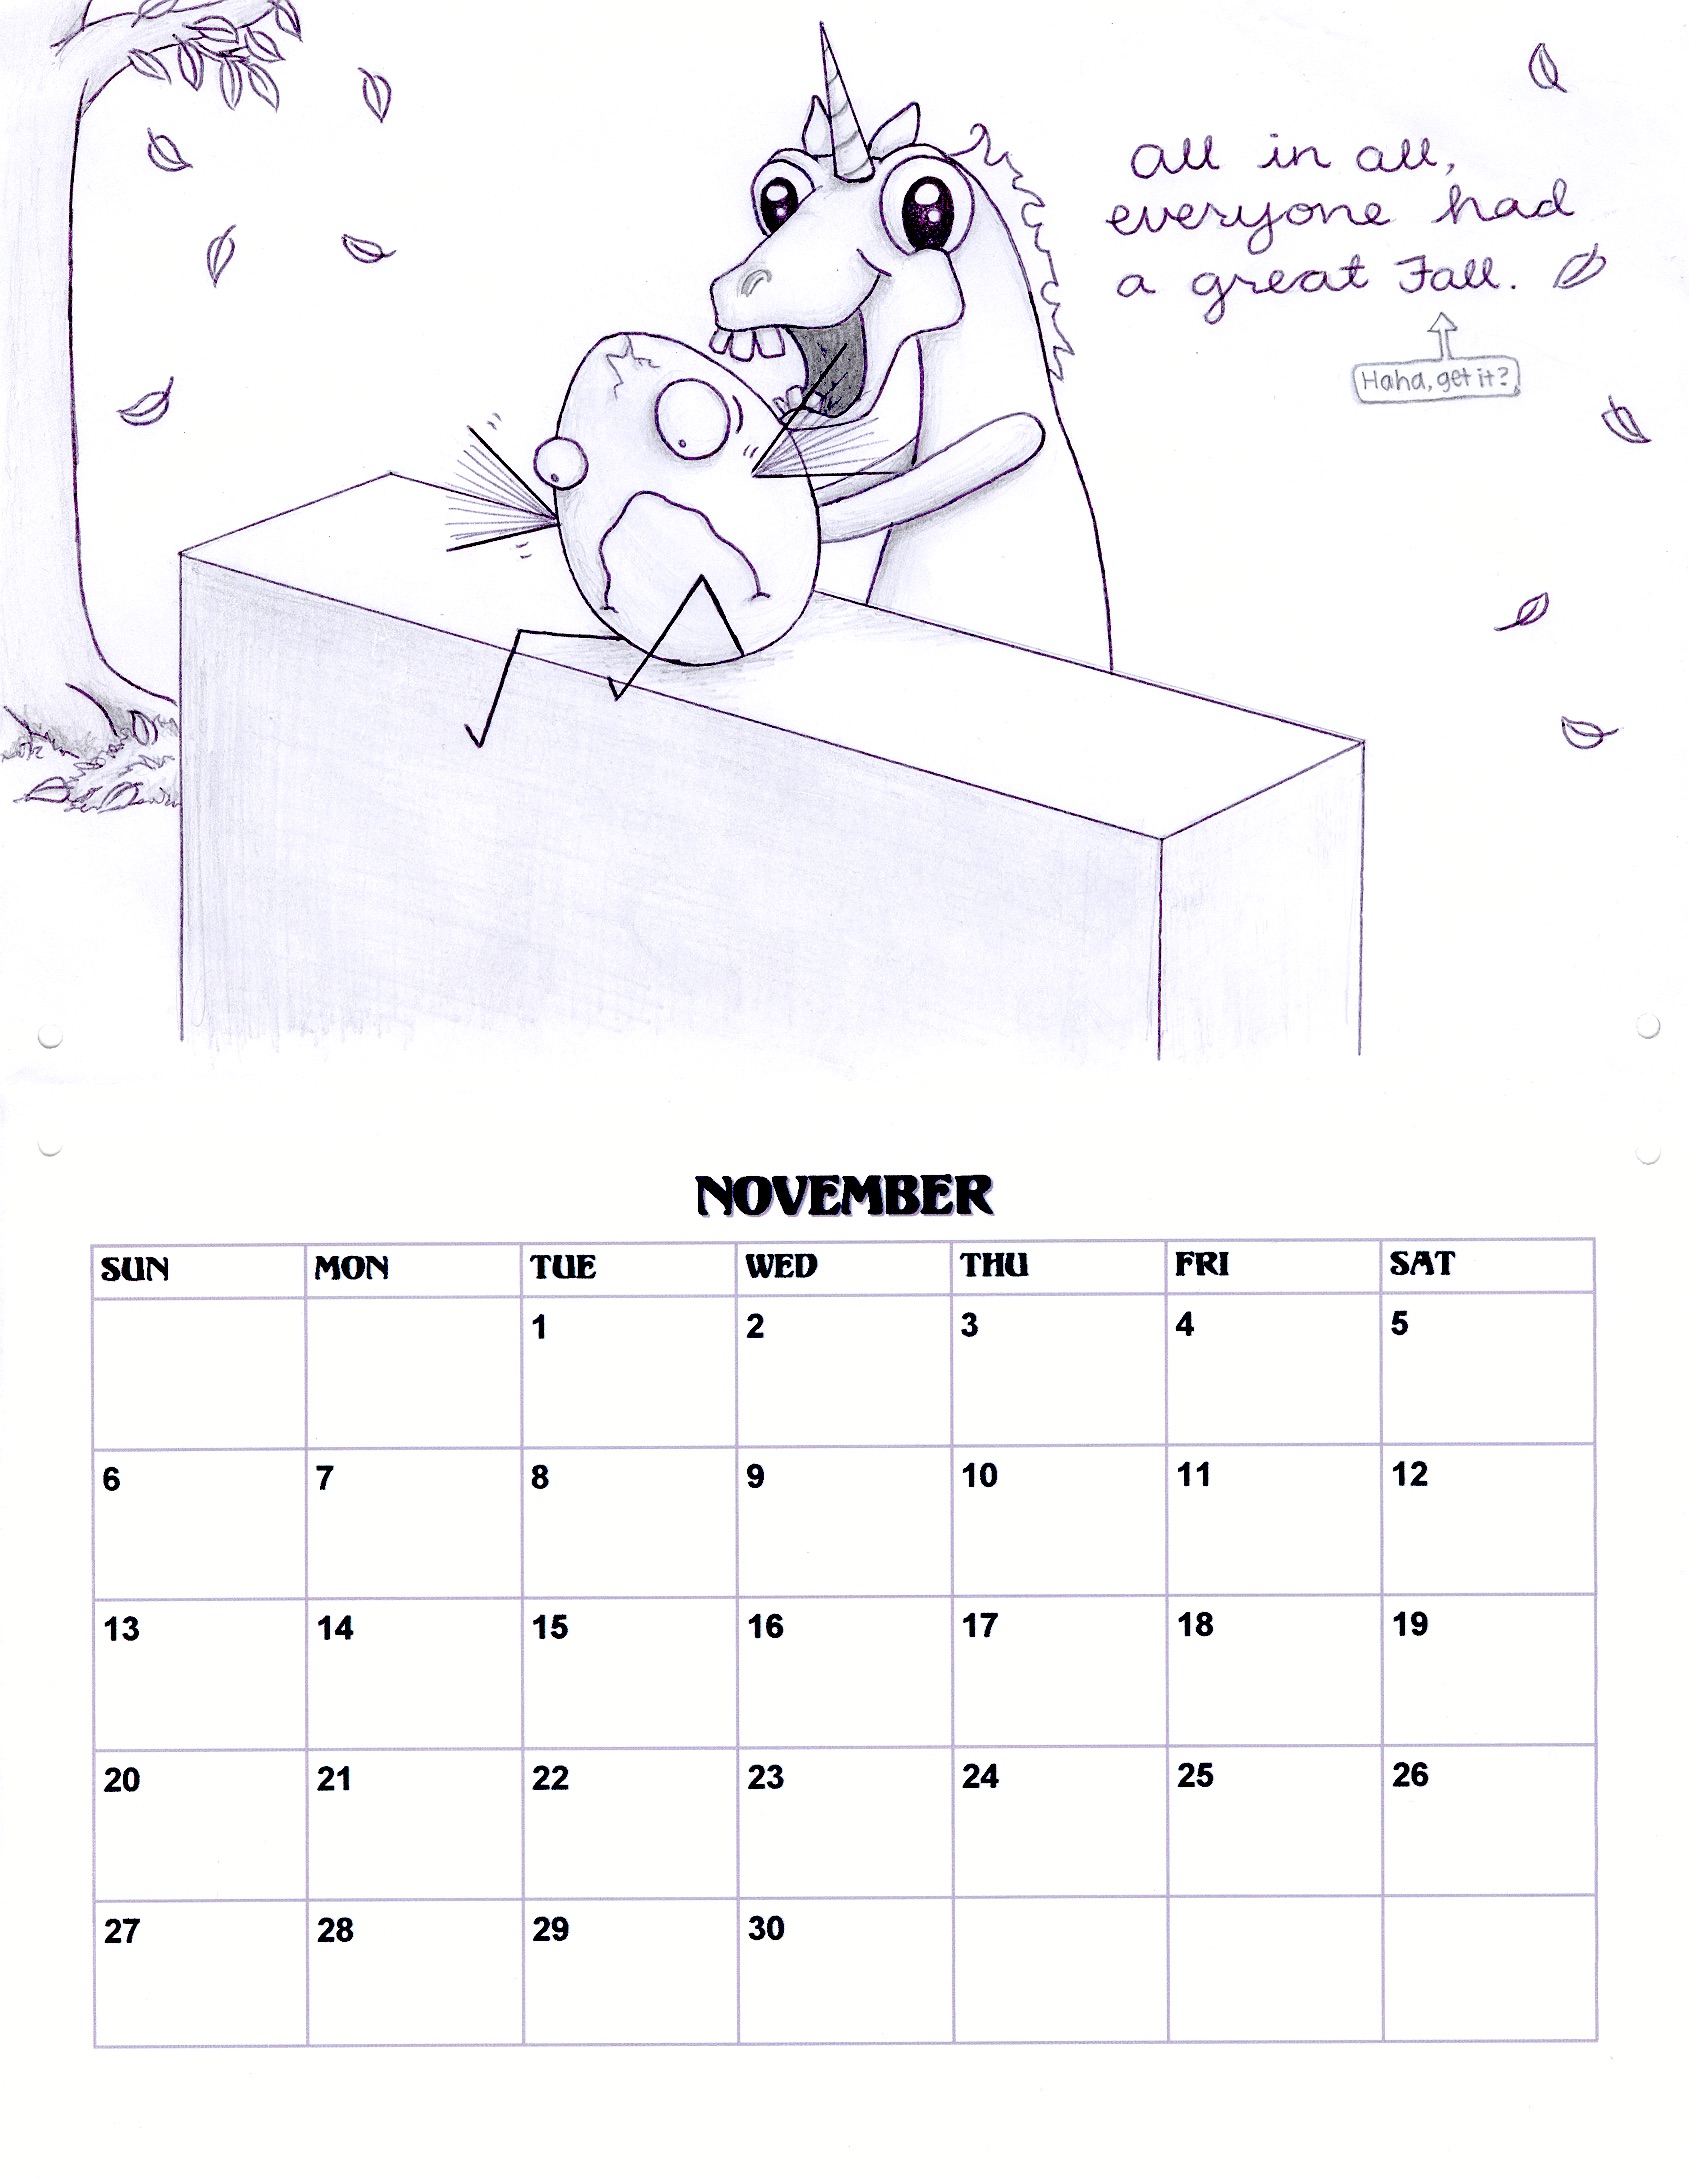 all in all,
everyone had
a great Fall.
Haha, get it?
NOVEMBER
SUN MON TUE WED THU FRI SAT
1 2 3 4 5
6 7 8 9 10 11 12
13 14 15 16 17 18 19
20 21 22 23 24 25 26
27 28 29 30